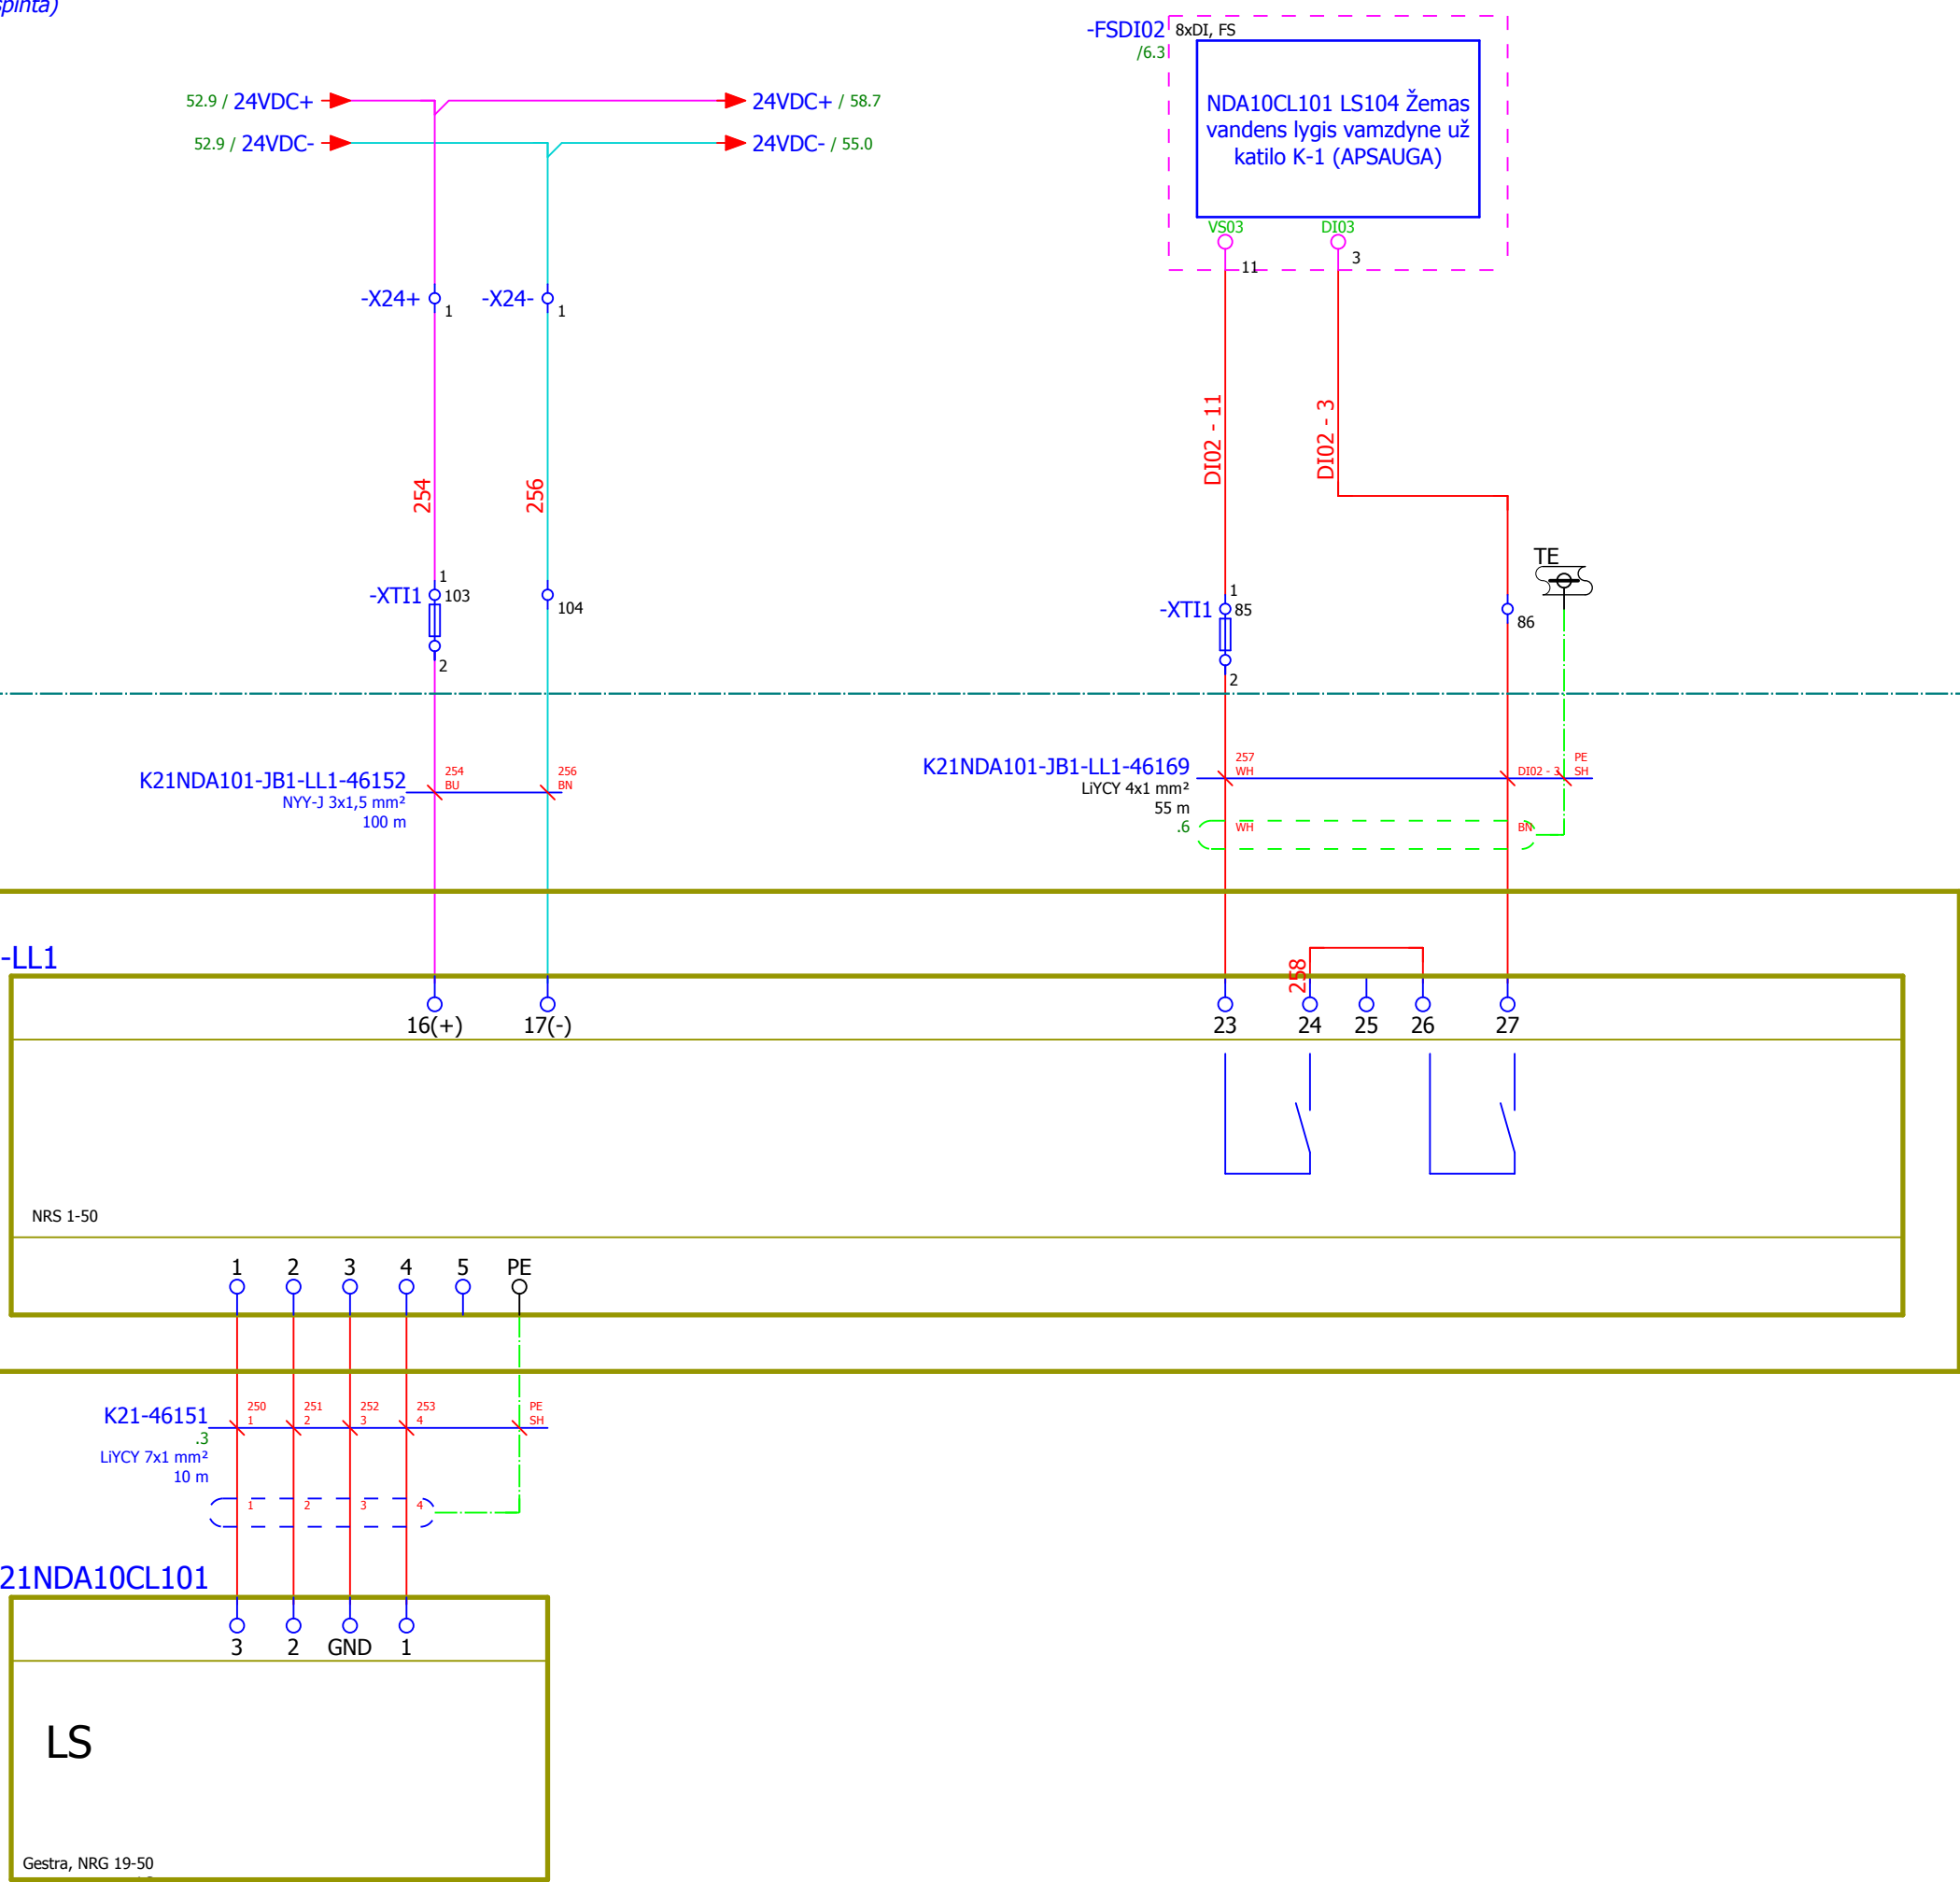 spinta)
-FSDI02
8xDI, FS
/6.3
NDA10CL101 LS104 Žemas
vandens lygis vamzdyne už
katilo K-1 (APSAUGA)
VS03
DI03
11
3
52.9 / 24VDC+
24VDC+ / 58.7
52.9 / 24VDC-
24VDC- / 55.0
-X24+
1
-X24-
1
254
256
DI02 - 11
DI02 - 3
TE
-XTI1
1
103
2
104
-XTI1
1
85
2
86
K21NDA101-JB1-LL1-46152
NYY-J 3x1,5 mm²
100 m
254
BU
256
BN
K21NDA101-JB1-LL1-46169
LiYCY 4x1 mm²
55 m
.6
257
WH
DI02 - 3
PE
SH
WH
BN
-LL1
258
16(+)
17(-)
23
24
25
26
27
NRS 1-50
1
2
3
4
5
PE
K21-46151
.3
LiYCY 7x1 mm²
10 m
250
1
251
2
252
3
253
4
PE
SH
1
2
3
4
21NDA10CL101
3
2
GND
1
LS
Gestra, NRG 19-50